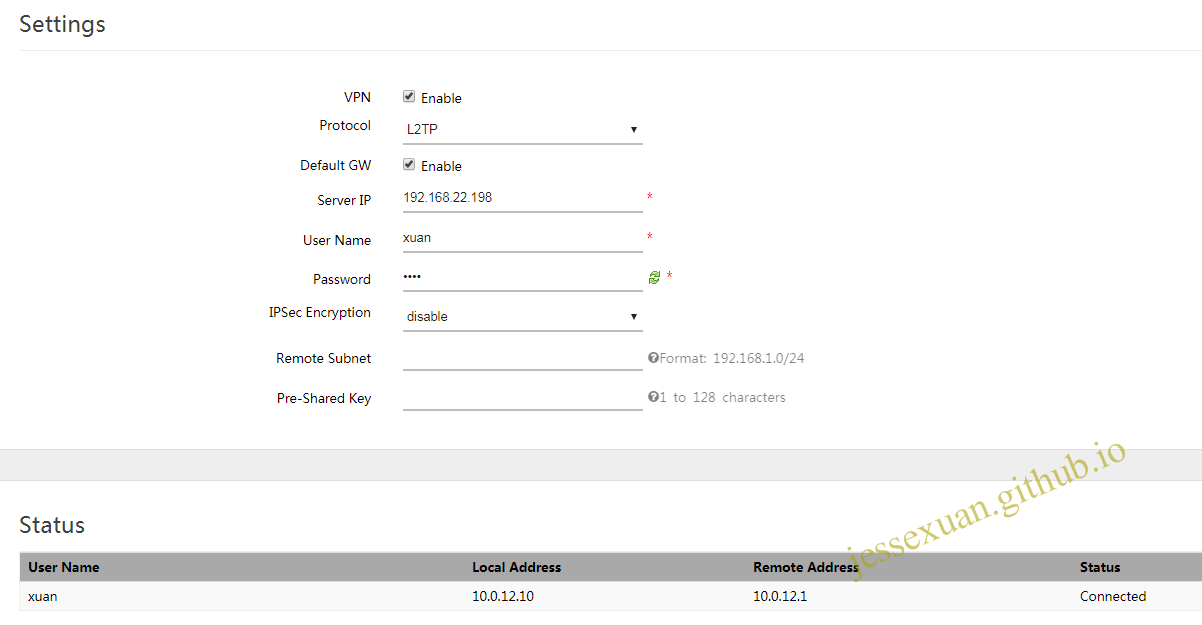 Settings
VPN Enable
Protocol L2TP
Default GW Enable
Server IP 192.168.22.198 *
User Name xuan *
Password •••• *
IPSec Encryption disable
Remote Subnet Format: 192.168.1.0/24
Pre-Shared Key 1 to 128 characters
jessexuan.github.io
Status
User Name Local Address Remote Address Status
xuan 10.0.12.10 10.0.12.1 Connected